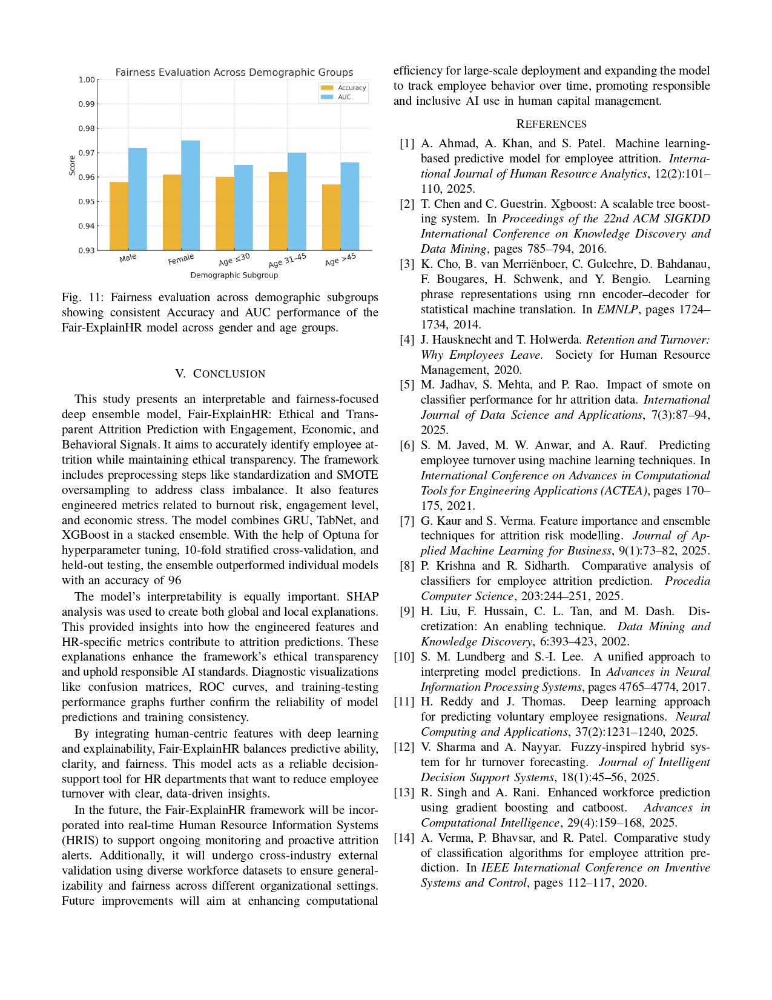 Fairness Evaluation Across Demographic Groups
1.00
0.99
0.98
0.97
0.96
0.95
0.94
0.93
Score
Accuracy
AUC
Male
Female
Age ≤30
Age 31–45
Age >45
Demographic Subgroup
Fig. 11: Fairness evaluation across demographic subgroups
showing consistent Accuracy and AUC performance of the
Fair-ExplainHR model across gender and age groups.
V. CONCLUSION
This study presents an interpretable and fairness-focused
deep ensemble model, Fair-ExplainHR: Ethical and Trans-
parent Attrition Prediction with Engagement, Economic, and
Behavioral Signals. It aims to accurately identify employee at-
trition while maintaining ethical transparency. The framework
includes preprocessing steps like standardization and SMOTE
oversampling to address class imbalance. It also features
engineered metrics related to burnout risk, engagement level,
and economic stress. The model combines GRU, TabNet, and
XGBoost in a stacked ensemble. With the help of Optuna for
hyperparameter tuning, 10-fold stratified cross-validation, and
held-out testing, the ensemble outperformed individual models
with an accuracy of 96
The model's interpretability is equally important. SHAP
analysis was used to create both global and local explanations.
This provided insights into how the engineered features and
HR-specific metrics contribute to attrition predictions. These
explanations enhance the framework's ethical transparency
and uphold responsible AI standards. Diagnostic visualizations
like confusion matrices, ROC curves, and training-testing
performance graphs further confirm the reliability of model
predictions and training consistency.
By integrating human-centric features with deep learning
and explainability, Fair-ExplainHR balances predictive ability,
clarity, and fairness. This model acts as a reliable decision-
support tool for HR departments that want to reduce employee
turnover with clear, data-driven insights.
In the future, the Fair-ExplainHR framework will be incor-
porated into real-time Human Resource Information Systems
(HRIS) to support ongoing monitoring and proactive attrition
alerts. Additionally, it will undergo cross-industry external
validation using diverse workforce datasets to ensure general-
izability and fairness across different organizational settings.
Future improvements will aim at enhancing computational
efficiency for large-scale deployment and expanding the model
to track employee behavior over time, promoting responsible
and inclusive AI use in human capital management.
REFERENCES
[1] A. Ahmad, A. Khan, and S. Patel. Machine learning-
based predictive model for employee attrition. Interna-
tional Journal of Human Resource Analytics, 12(2):101–
110, 2025.
[2] T. Chen and C. Guestrin. Xgboost: A scalable tree boost-
ing system. In Proceedings of the 22nd ACM SIGKDD
International Conference on Knowledge Discovery and
Data Mining, pages 785–794, 2016.
[3] K. Cho, B. van Merriënboer, C. Gulcehre, D. Bahdanau,
F. Bougares, H. Schwenk, and Y. Bengio. Learning
phrase representations using rnn encoder–decoder for
statistical machine translation. In EMNLP, pages 1724–
1734, 2014.
[4] J. Hausknecht and T. Holwerda. Retention and Turnover:
Why Employees Leave. Society for Human Resource
Management, 2020.
[5] M. Jadhav, S. Mehta, and P. Rao. Impact of smote on
classifier performance for hr attrition data. International
Journal of Data Science and Applications, 7(3):87–94,
2025.
[6] S. M. Javed, M. W. Anwar, and A. Rauf. Predicting
employee turnover using machine learning techniques. In
International Conference on Advances in Computational
Tools for Engineering Applications (ACTEA), pages 170–
175, 2021.
[7] G. Kaur and S. Verma. Feature importance and ensemble
techniques for attrition risk modelling. Journal of Ap-
plied Machine Learning for Business, 9(1):73–82, 2025.
[8] P. Krishna and R. Sidharth. Comparative analysis of
classifiers for employee attrition prediction. Procedia
Computer Science, 203:244–251, 2025.
[9] H. Liu, F. Hussain, C. L. Tan, and M. Dash. Dis-
cretization: An enabling technique. Data Mining and
Knowledge Discovery, 6:393–423, 2002.
[10] S. M. Lundberg and S.-I. Lee. A unified approach to
interpreting model predictions. In Advances in Neural
Information Processing Systems, pages 4765–4774, 2017.
[11] H. Reddy and J. Thomas. Deep learning approach
for predicting voluntary employee resignations. Neural
Computing and Applications, 37(2):1231–1240, 2025.
[12] V. Sharma and A. Nayyar. Fuzzy-inspired hybrid sys-
tem for hr turnover forecasting. Journal of Intelligent
Decision Support Systems, 18(1):45–56, 2025.
[13] R. Singh and A. Rani. Enhanced workforce prediction
using gradient boosting and catboost. Advances in
Computational Intelligence, 29(4):159–168, 2025.
[14] A. Verma, P. Bhavsar, and R. Patel. Comparative study
of classification algorithms for employee attrition pre-
diction. In IEEE International Conference on Inventive
Systems and Control, pages 112–117, 2020.